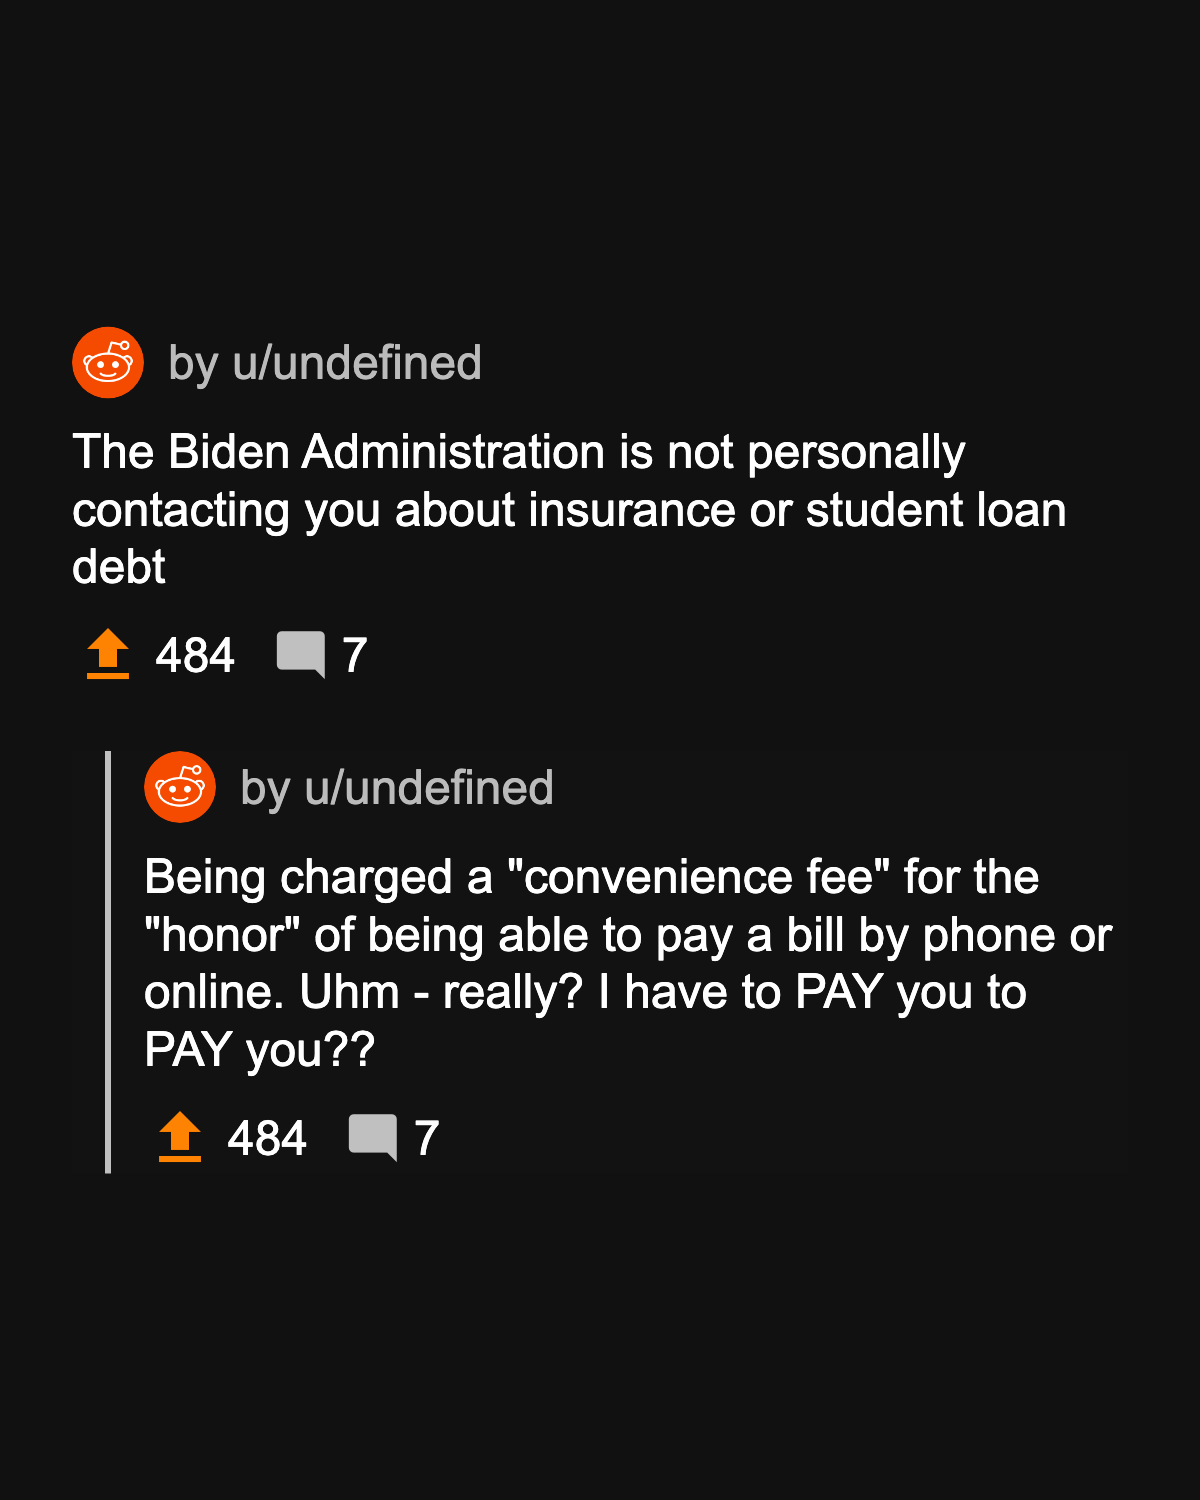 by u/undefined
The Biden Administration is not personally
contacting you about insurance or student loan
debt
484 7
by u/undefined
Being charged a "convenience fee" for the
"honor" of being able to pay a bill by phone or
online. Uhm - really? I have to PAY you to
PAY you??
484 7